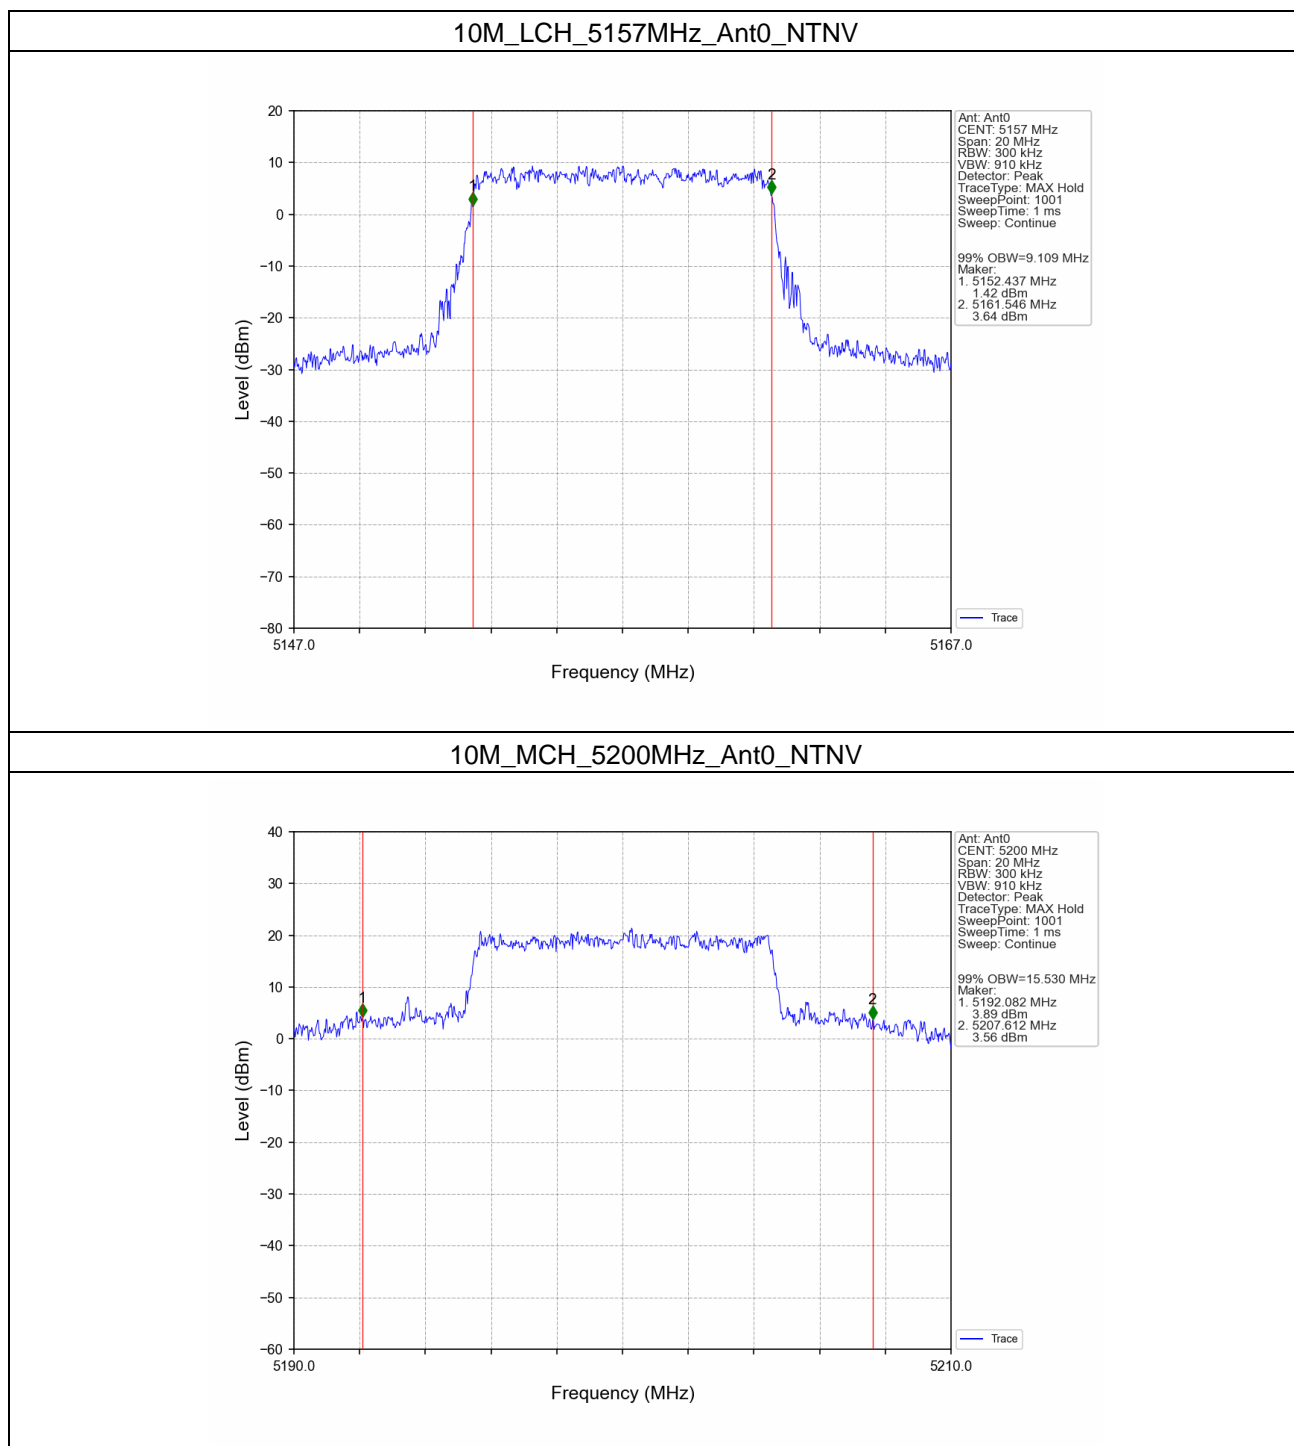 10M_LCH_5157MHz_Ant0_NTNV
20
10
0
−10
−20
−30
−40
−50
−60
−70
−80
Level (dBm)
1
2
5147.0
5167.0
Frequency (MHz)
Ant: Ant0
CENT: 5157 MHz
Span: 20 MHz
RBW: 300 kHz
VBW: 910 kHz
Detector: Peak
TraceType: MAX Hold
SweepPoint: 1001
SweepTime: 1 ms
Sweep: Continue
99% OBW=9.109 MHz
Maker:
1. 5152.437 MHz
1.42 dBm
2. 5161.546 MHz
3.64 dBm
Trace
10M_MCH_5200MHz_Ant0_NTNV
40
30
20
10
0
−10
−20
−30
−40
−50
−60
Level (dBm)
1
2
5190.0
5210.0
Frequency (MHz)
Ant: Ant0
CENT: 5200 MHz
Span: 20 MHz
RBW: 300 kHz
VBW: 910 kHz
Detector: Peak
TraceType: MAX Hold
SweepPoint: 1001
SweepTime: 1 ms
Sweep: Continue
99% OBW=15.530 MHz
Maker:
1. 5192.082 MHz
3.89 dBm
2. 5207.612 MHz
3.56 dBm
Trace